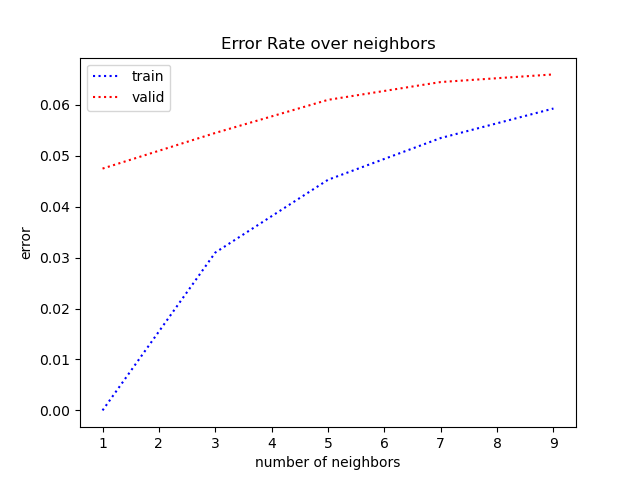 Error Rate over neighbors
train
valid
error
0.06
0.05
0.04
0.03
0.02
0.01
0.00
1 2 3 4 5 6 7 8 9
number of neighbors